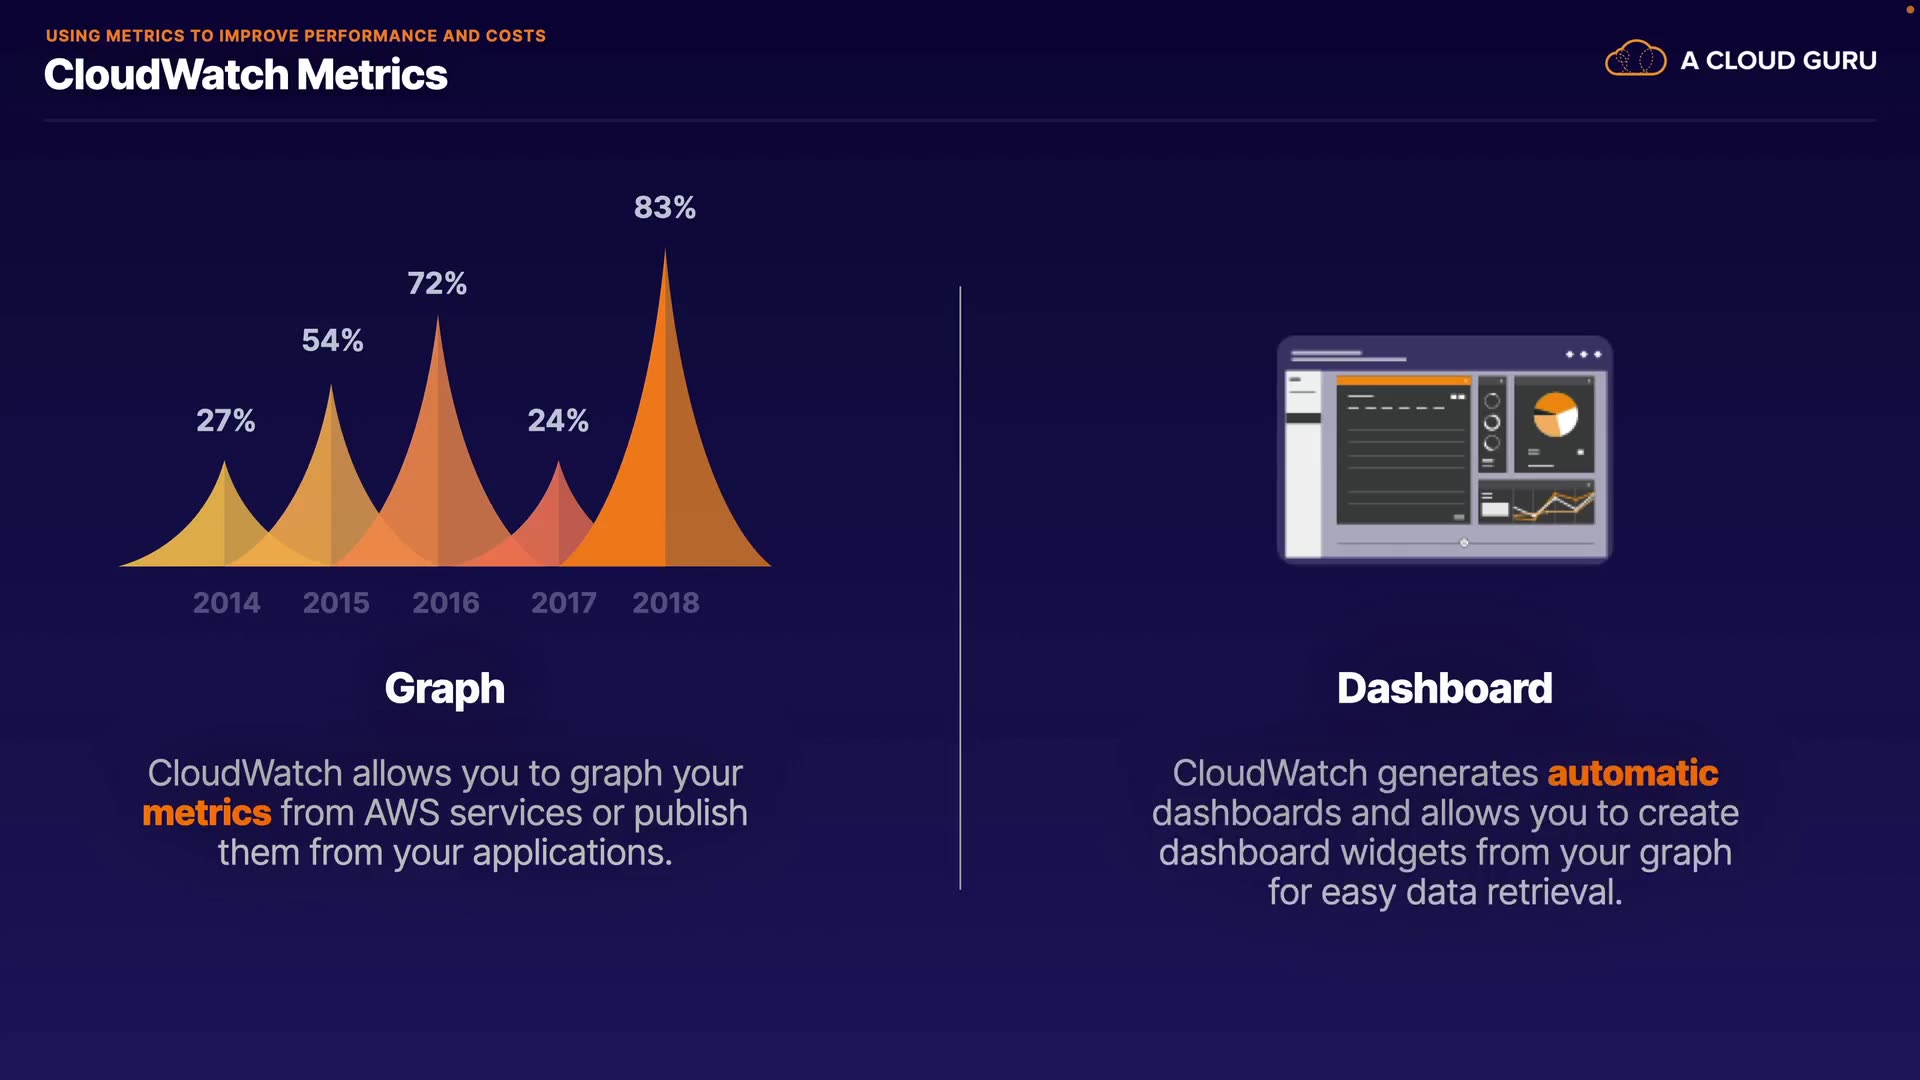 USING METRICS TO IMPROVE PERFORMANCE AND COSTS
CloudWatch Metrics
A CLOUD GURU
83%
72%
54%
27%
24%
2014 2015 2016 2017 2018
Graph
CloudWatch allows you to graph your
metrics from AWS services or publish
them from your applications.
Dashboard
CloudWatch generates automatic
dashboards and allows you to create
dashboard widgets from your graph
for easy data retrieval.